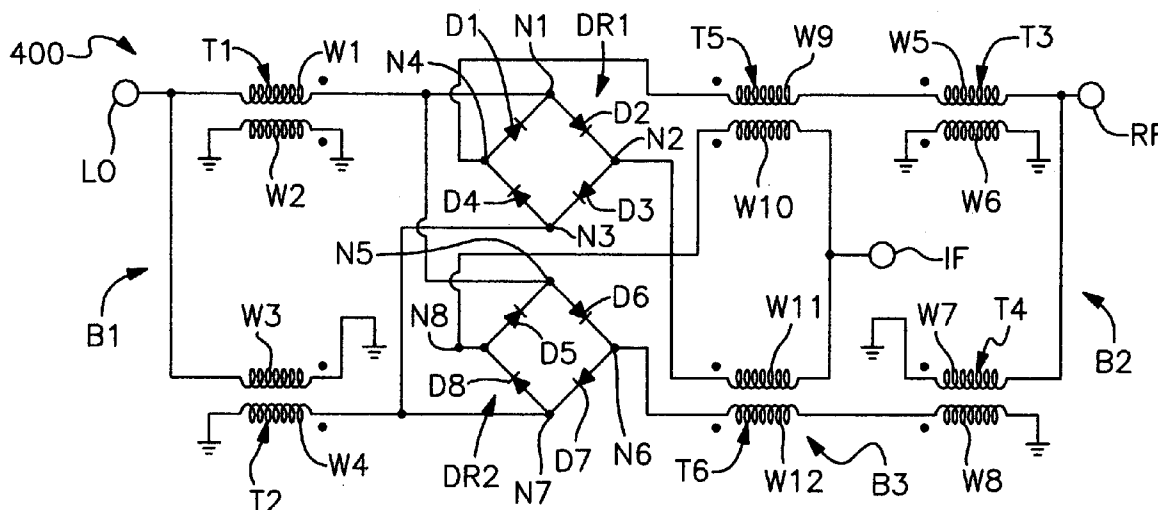 D1 N1 DR1
400 T1 W1 N4 T5 W9 W5 T3
D2
LO W2 N2 RF
D4 D3 W10 W6
N3
N5 IF
D6
B1 W3 N8 W11 W7 T4
D5 B2
D8
T2 W4 DR2 N7 D7 N6 T6 W12 B3 W8